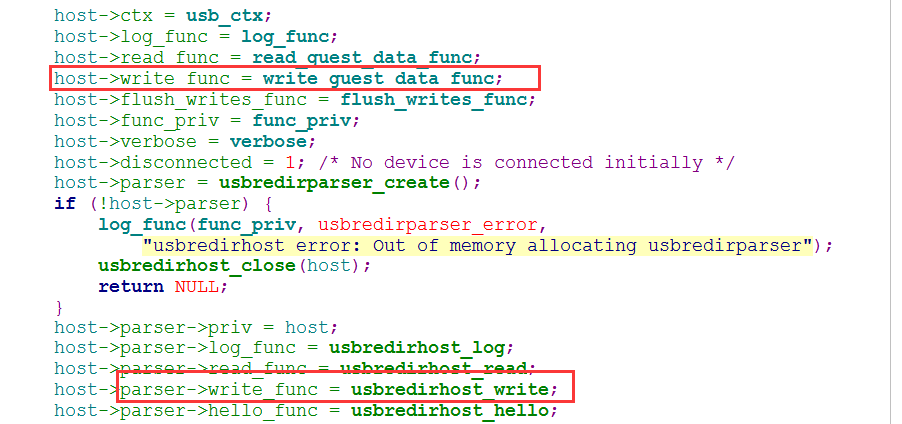 host->ctx = usb_ctx;
host->log_func = log_func;
host->read_func = read_guest_data_func;
host->write_func = write_guest_data_func;
host->flush_writes_func = flush_writes_func;
host->func_priv = func_priv;
host->verbose = verbose;
host->disconnected = 1; /* No device is connected initially */
host->parser = usbredirparser_create();
if (!host->parser) {
log_func(func_priv, usbredirparser_error,
"usbredirhost error: Out of memory allocating usbredirparser");
usbredirhost_close(host);
return NULL;
}
host->parser->priv = host;
host->parser->log_func = usbredirhost_log;
host->parser->read_func = usbredirhost_read;
host->parser->write_func = usbredirhost_write;
host->parser->hello_func = usbredirhost_hello;